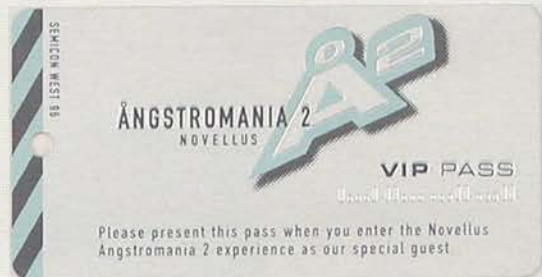 SEMICON WEST 96
Å2
ÅNGSTROMANIA 2
NOVELLUS
VIP PASS
Please present this pass when you enter the Novellus
Angstromania 2 experience as our special guest